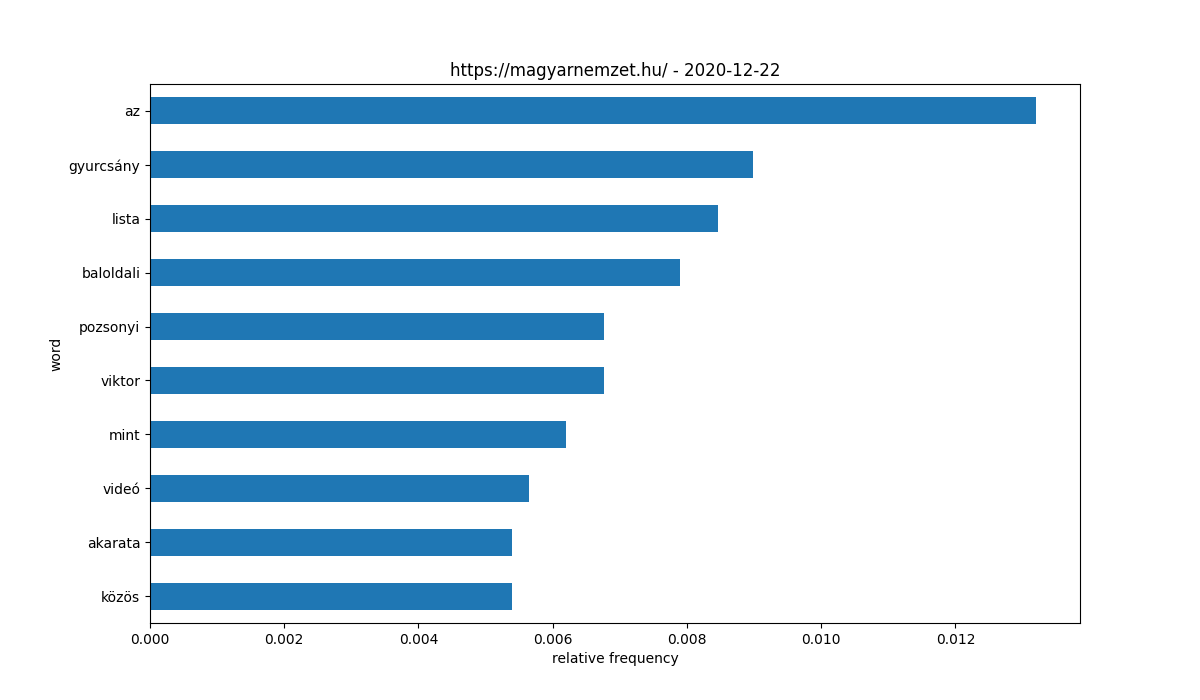 https://magyarnemzet.hu/ - 2020-12-22
az
gyurcsány
lista
baloldali
pozsonyi
viktor
mint
videó
akarata
közös
word
0.000 0.002 0.004 0.006 0.008 0.010 0.012
relative frequency